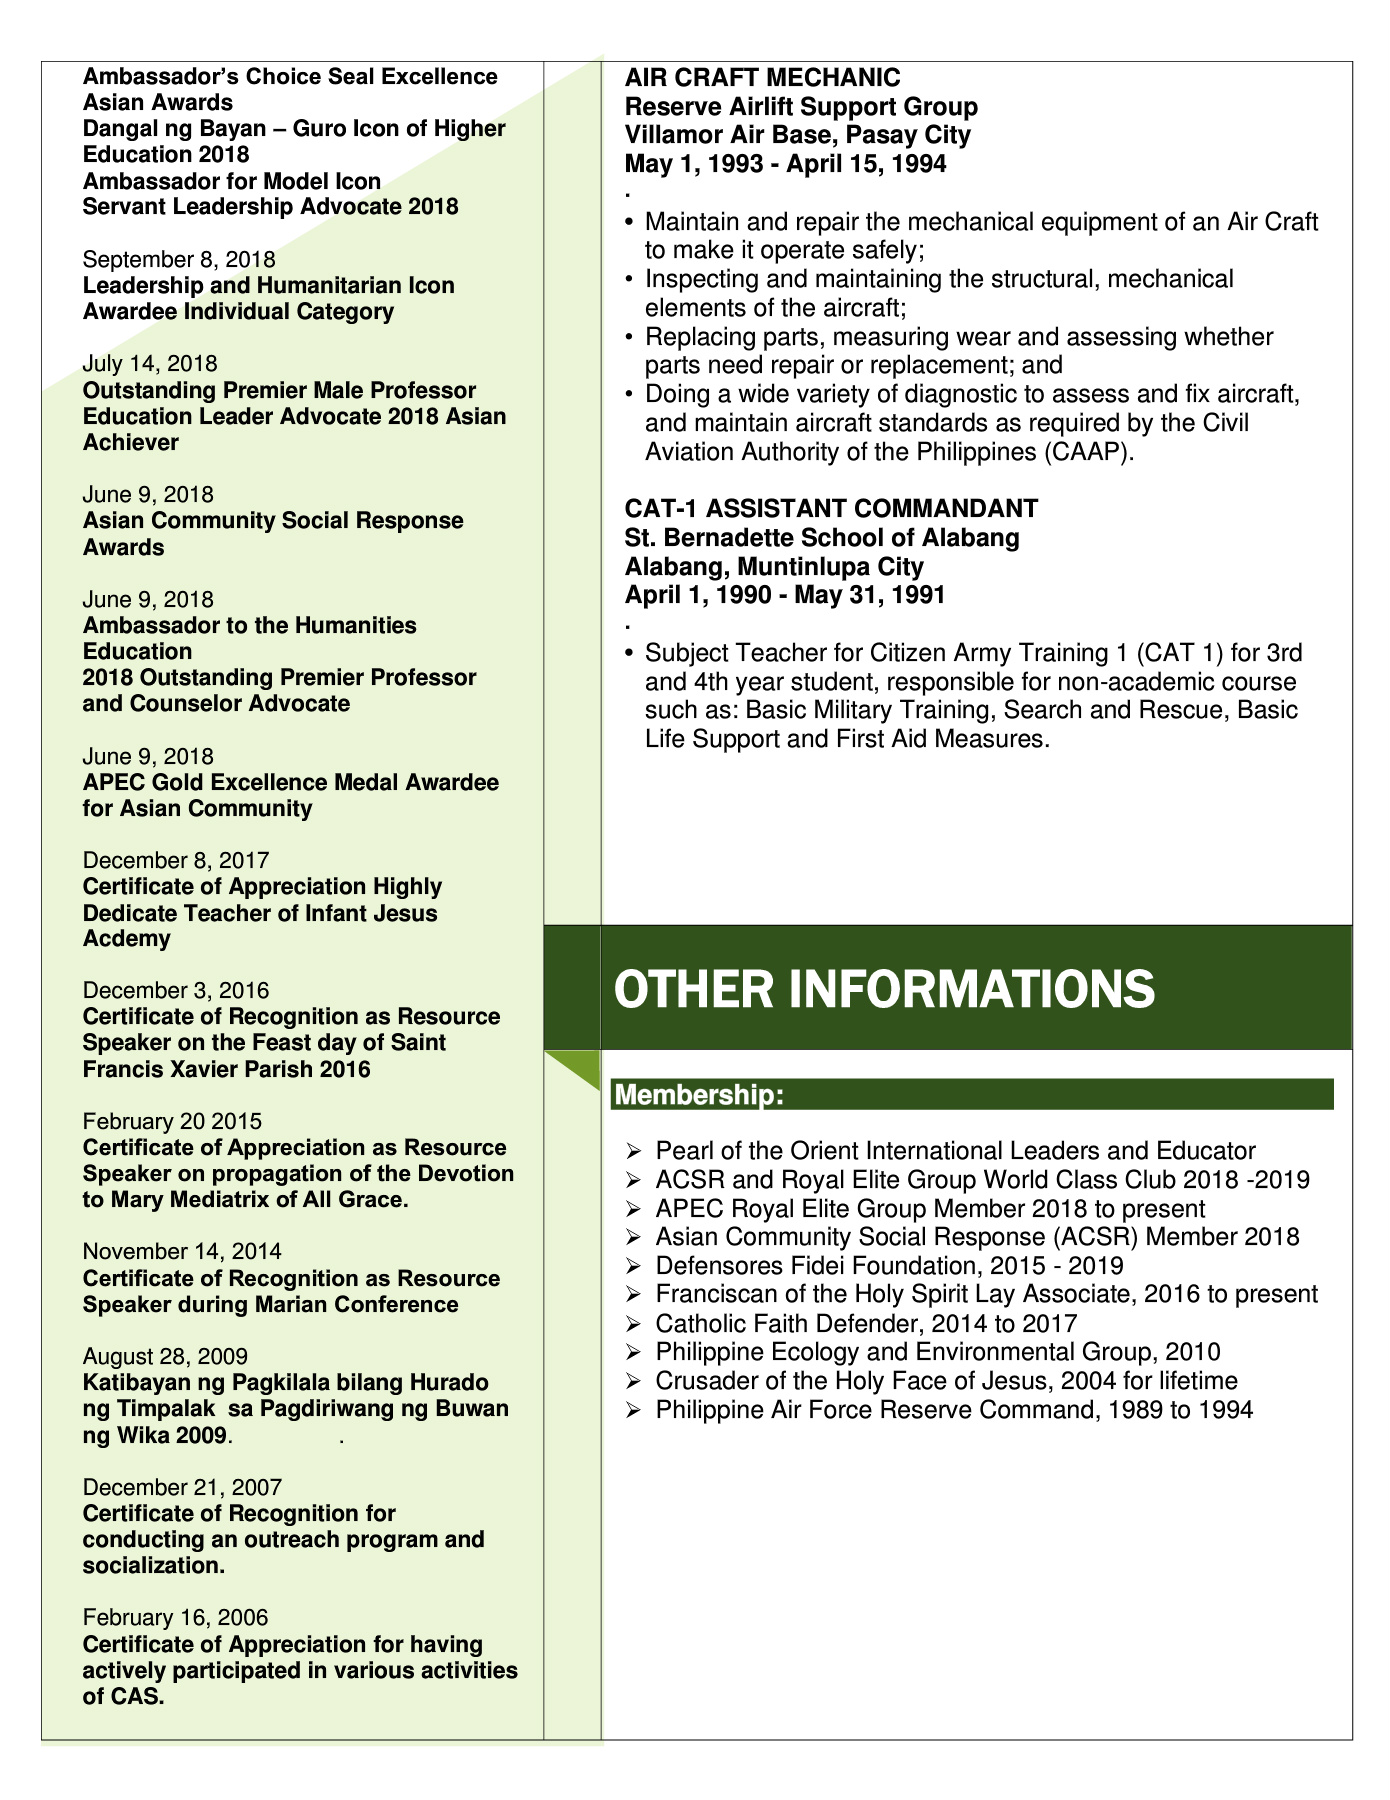 Ambassador’s Choice Seal Excellence
Asian Awards
Dangal ng Bayan – Guro Icon of Higher
Education 2018
Ambassador for Model Icon
Servant Leadership Advocate 2018
September 8, 2018
Leadership and Humanitarian Icon
Awardee Individual Category
July 14, 2018
Outstanding Premier Male Professor
Education Leader Advocate 2018 Asian
Achiever
June 9, 2018
Asian Community Social Response
Awards
June 9, 2018
Ambassador to the Humanities
Education
2018 Outstanding Premier Professor
and Counselor Advocate
June 9, 2018
APEC Gold Excellence Medal Awardee
for Asian Community
December 8, 2017
Certificate of Appreciation Highly
Dedicate Teacher of Infant Jesus
Acdemy
December 3, 2016
Certificate of Recognition as Resource
Speaker on the Feast day of Saint
Francis Xavier Parish 2016
February 20 2015
Certificate of Appreciation as Resource
Speaker on propagation of the Devotion
to Mary Mediatrix of All Grace.
November 14, 2014
Certificate of Recognition as Resource
Speaker during Marian Conference
August 28, 2009
Katibayan ng Pagkilala bilang Hurado
ng Timpalak  sa Pagdiriwang ng Buwan
ng Wika 2009. .
December 21, 2007
Certificate of Recognition for
conducting an outreach program and
socialization.
February 16, 2006
Certificate of Appreciation for having
actively participated in various activities
of CAS.
AIR CRAFT MECHANIC
Reserve Airlift Support Group
Villamor Air Base, Pasay City
May 1, 1993 - April 15, 1994
.
• Maintain and repair the mechanical equipment of an Air Craft
to make it operate safely;
• Inspecting and maintaining the structural, mechanical
elements of the aircraft;
• Replacing parts, measuring wear and assessing whether
parts need repair or replacement; and
• Doing a wide variety of diagnostic to assess and fix aircraft,
and maintain aircraft standards as required by the Civil
Aviation Authority of the Philippines (CAAP).
CAT-1 ASSISTANT COMMANDANT
St. Bernadette School of Alabang
Alabang, Muntinlupa City
April 1, 1990 - May 31, 1991
.
• Subject Teacher for Citizen Army Training 1 (CAT 1) for 3rd
and 4th year student, responsible for non-academic course
such as: Basic Military Training, Search and Rescue, Basic
Life Support and First Aid Measures.
OTHER INFORMATIONS
Membership:
➢ Pearl of the Orient International Leaders and Educator
➢ ACSR and Royal Elite Group World Class Club 2018 -2019
➢ APEC Royal Elite Group Member 2018 to present
➢ Asian Community Social Response (ACSR) Member 2018
➢ Defensores Fidei Foundation, 2015 - 2019
➢ Franciscan of the Holy Spirit Lay Associate, 2016 to present
➢ Catholic Faith Defender, 2014 to 2017
➢ Philippine Ecology and Environmental Group, 2010
➢ Crusader of the Holy Face of Jesus, 2004 for lifetime
➢ Philippine Air Force Reserve Command, 1989 to 1994